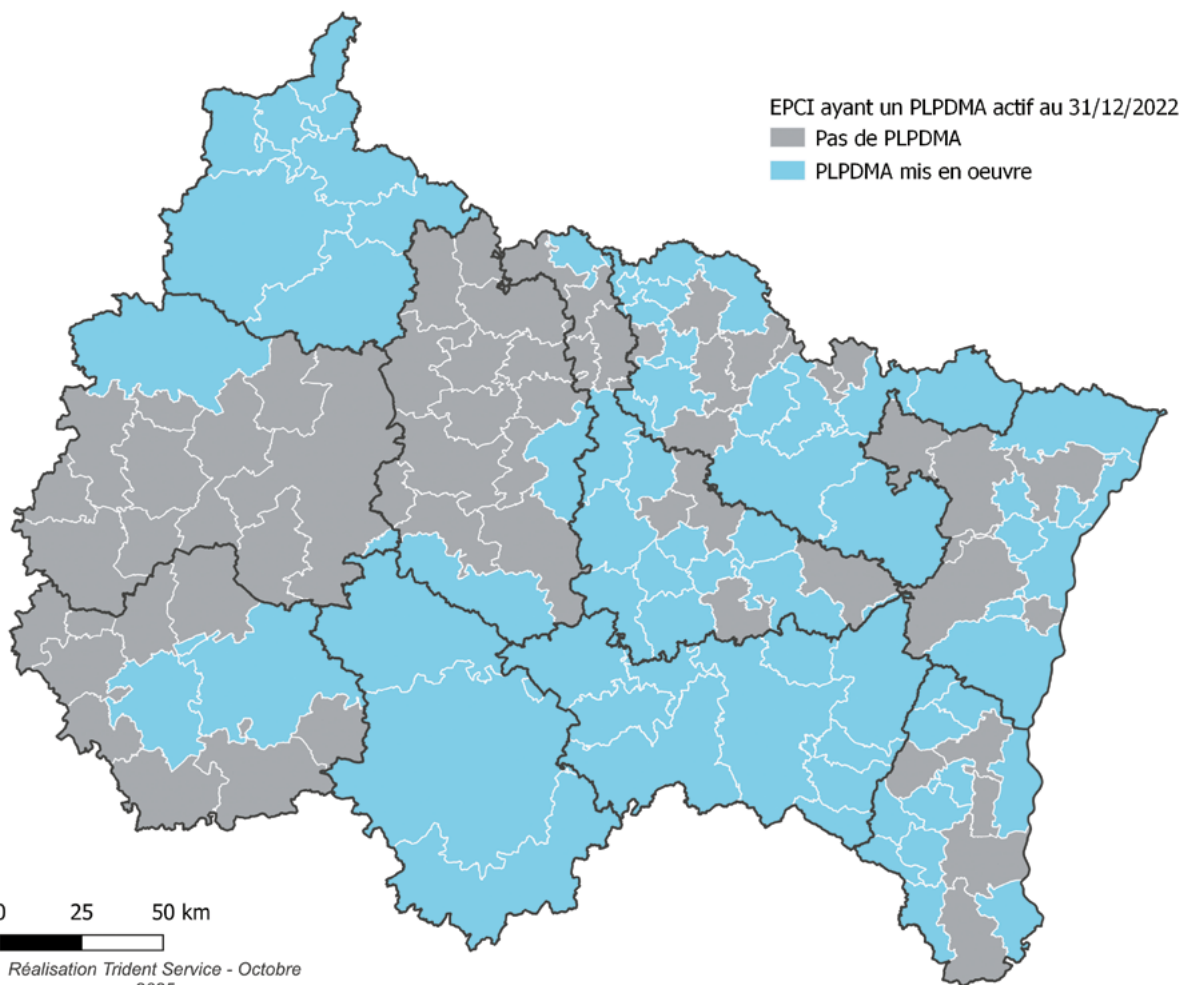 EPCI ayant un PLPDMA actif au 31/12/2022
Pas de PLPDMA
PLPDMA mis en oeuvre
0 25 50 km
Réalisation Trident Service - Octobre